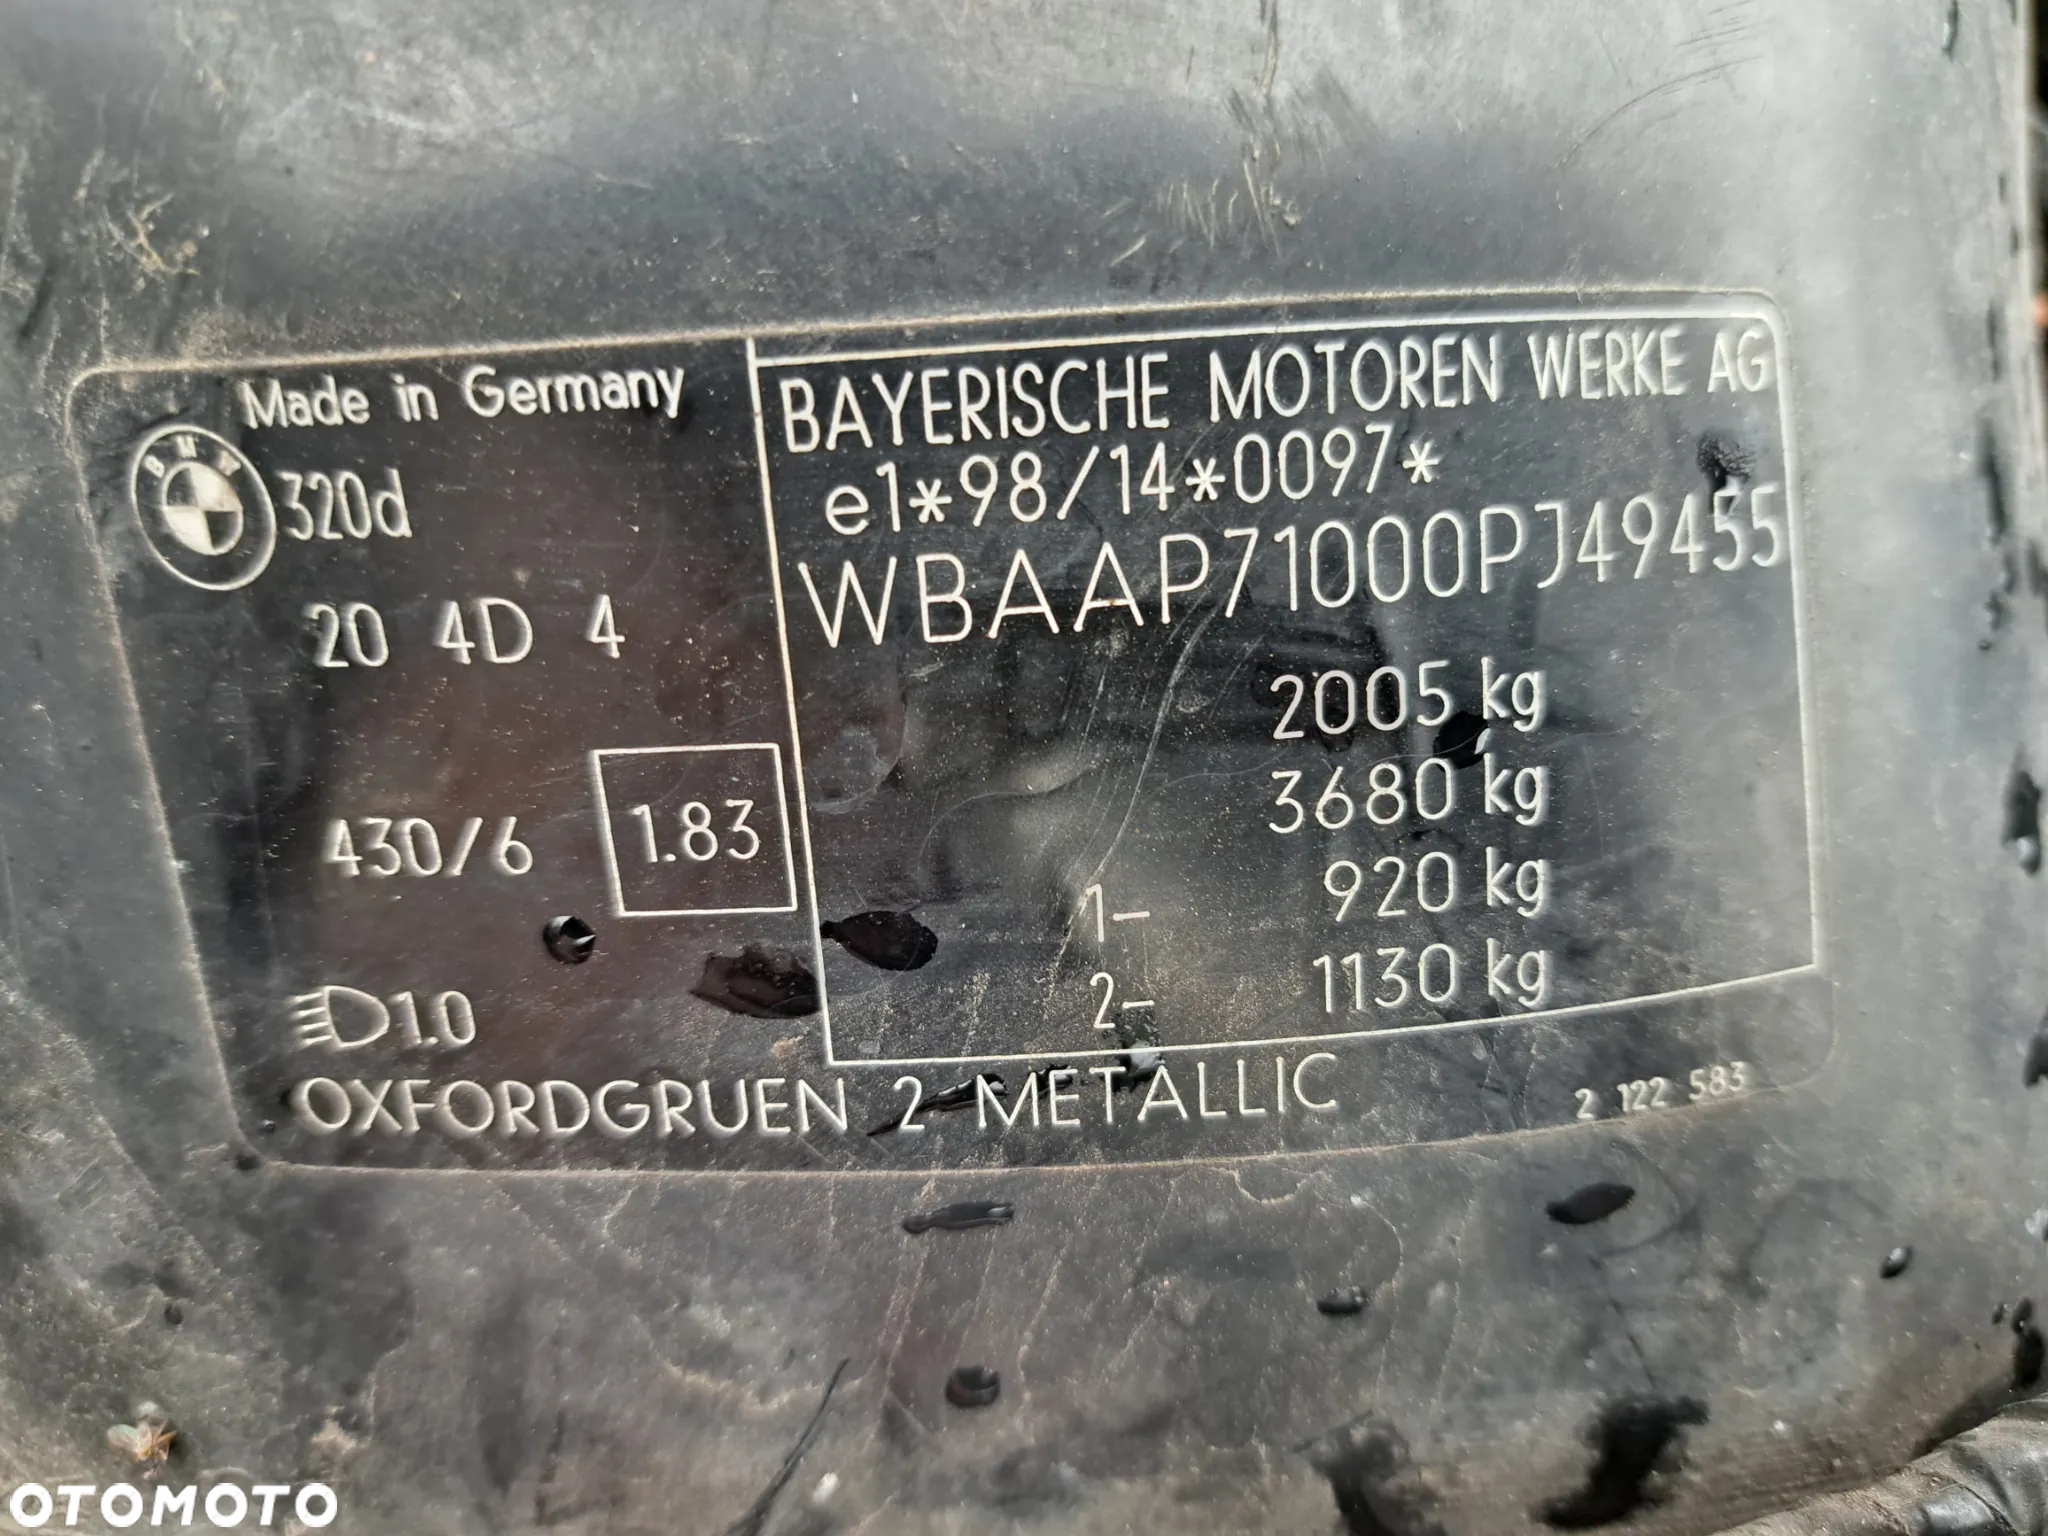 Made in Germany
BMW
320d
20 4D 4
430/6
1.83
1.0
BAYERISCHE MOTOREN WERKE AG
e1*98/14*0097*
WBAAP71000PJ49455
2005 kg
3680 kg
1- 920 kg
2- 1130 kg
OXFORDGRUEN 2 METALLIC
2 122 583
OTOMOTO